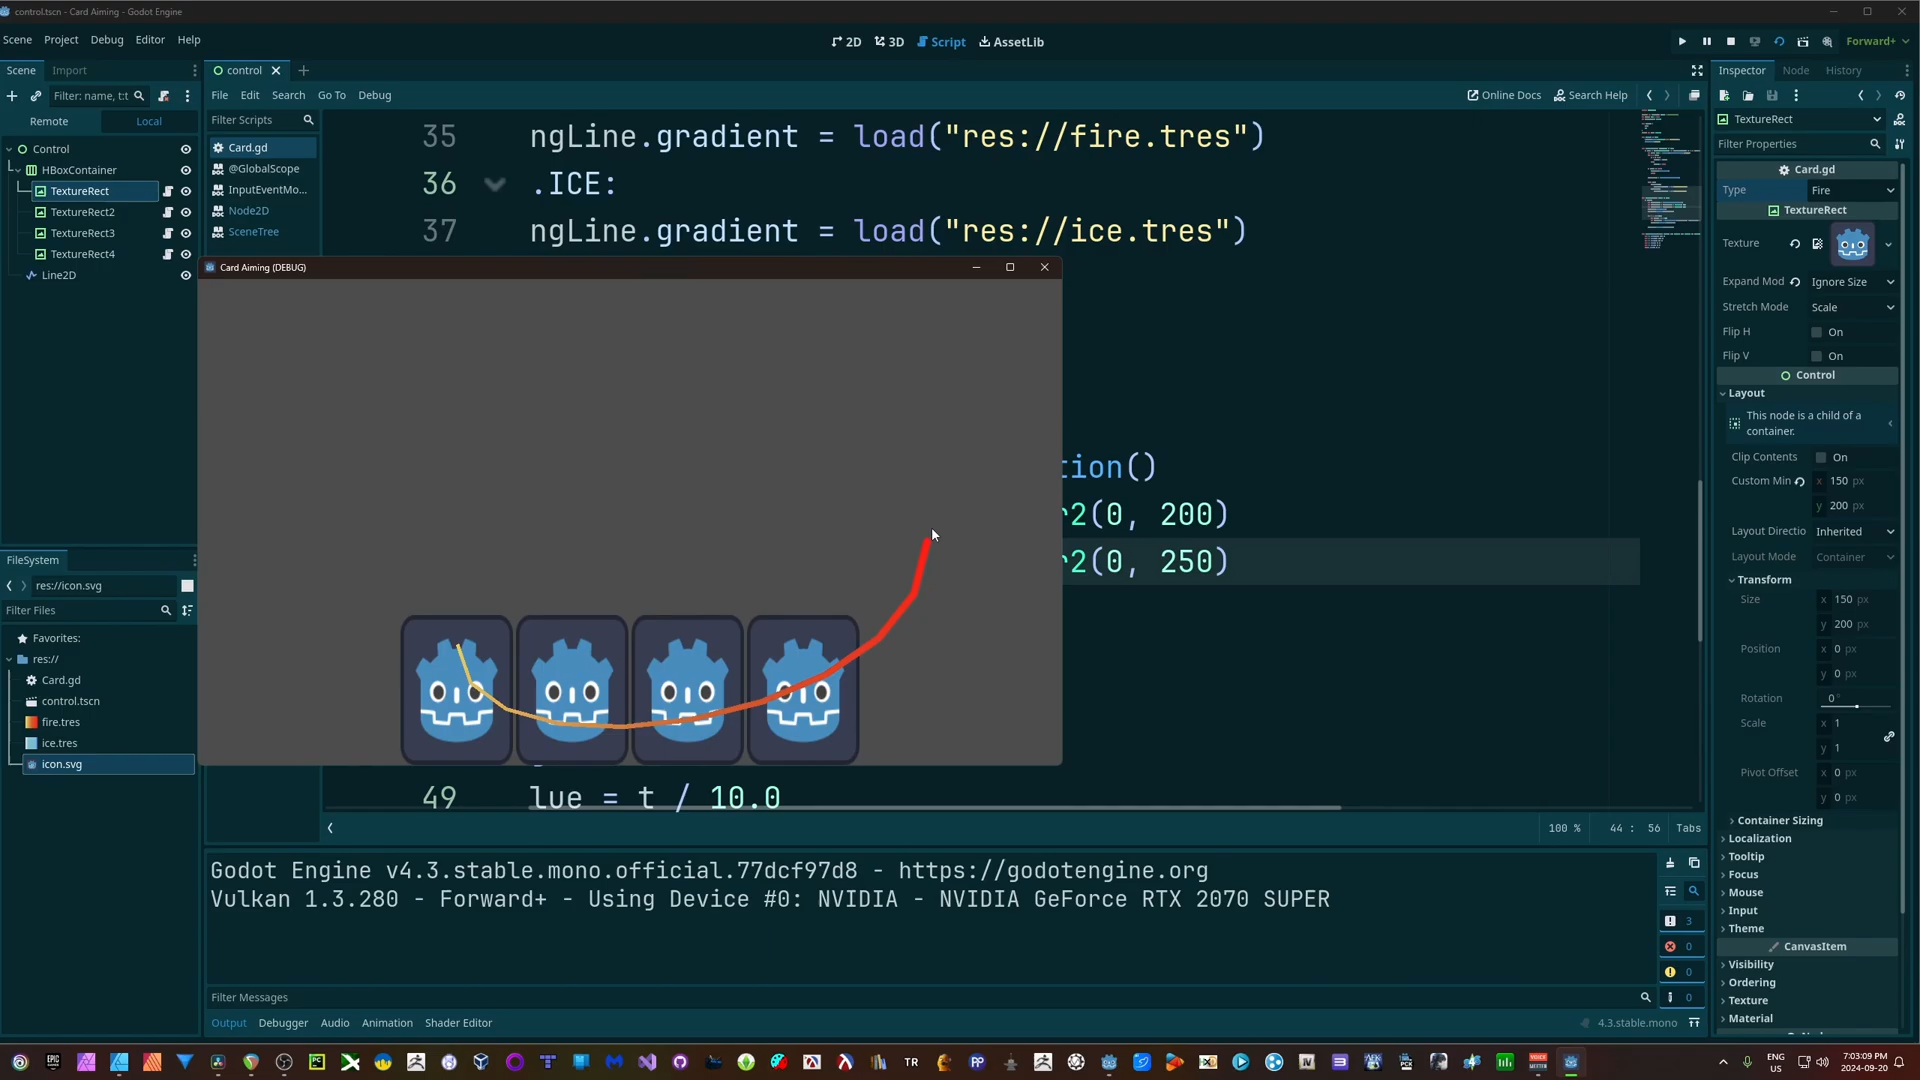 control.tscn - Card Aiming - Godot Engine
Scene Project Debug Editor Help
2D 3D Script AssetLib
Forward+
Scene Import
control
Inspector Node History
Filter: name, t:t
File Edit Search Go To Debug
Online Docs Search Help
Remote Local
Filter Scripts
TextureRect
Control
HBoxContainer
TextureRect
TextureRect2
TextureRect3
TextureRect4
Line2D
Card.gd
@GlobalScope
InputEventMo...
Node2D
SceneTree
35 ngLine.gradient = load("res://fire.tres")
36 .ICE:
37 ngLine.gradient = load("res://ice.tres")
Card Aiming (DEBUG)
tion()
r2(0, 200)
r2(0, 250)
49 lue = t / 10.0
100 % 44 : 56 Tabs
Filter Properties
Card.gd
Type Fire
TextureRect
Texture
Expand Mod Ignore Size
Stretch Mode Scale
Flip H On
Flip V On
Control
Layout
This node is a child of a
container.
Clip Contents On
Custom Min x 150 px
y 200 px
Layout Directio Inherited
Layout Mode Container
Transform
Size x 150 px
y 200 px
Position x 0 px
y 0 px
Rotation 0 °
Scale x 1
y 1
Pivot Offset x 0 px
y 0 px
Container Sizing
Localization
Tooltip
Focus
Mouse
Input
Theme
CanvasItem
Visibility
Ordering
Texture
Material
FileSystem
res://icon.svg
Filter Files
Favorites:
res://
Card.gd
control.tscn
fire.tres
ice.tres
icon.svg
Godot Engine v4.3.stable.mono.official.77dcf97d8 - https://godotengine.org
Vulkan 1.3.280 - Forward+ - Using Device #0: NVIDIA - NVIDIA GeForce RTX 2070 SUPER
3
0
0
0
Filter Messages
Output Debugger Audio Animation Shader Editor
4.3.stable.mono
ENG
US
7:03:09 PM
2024-09-20